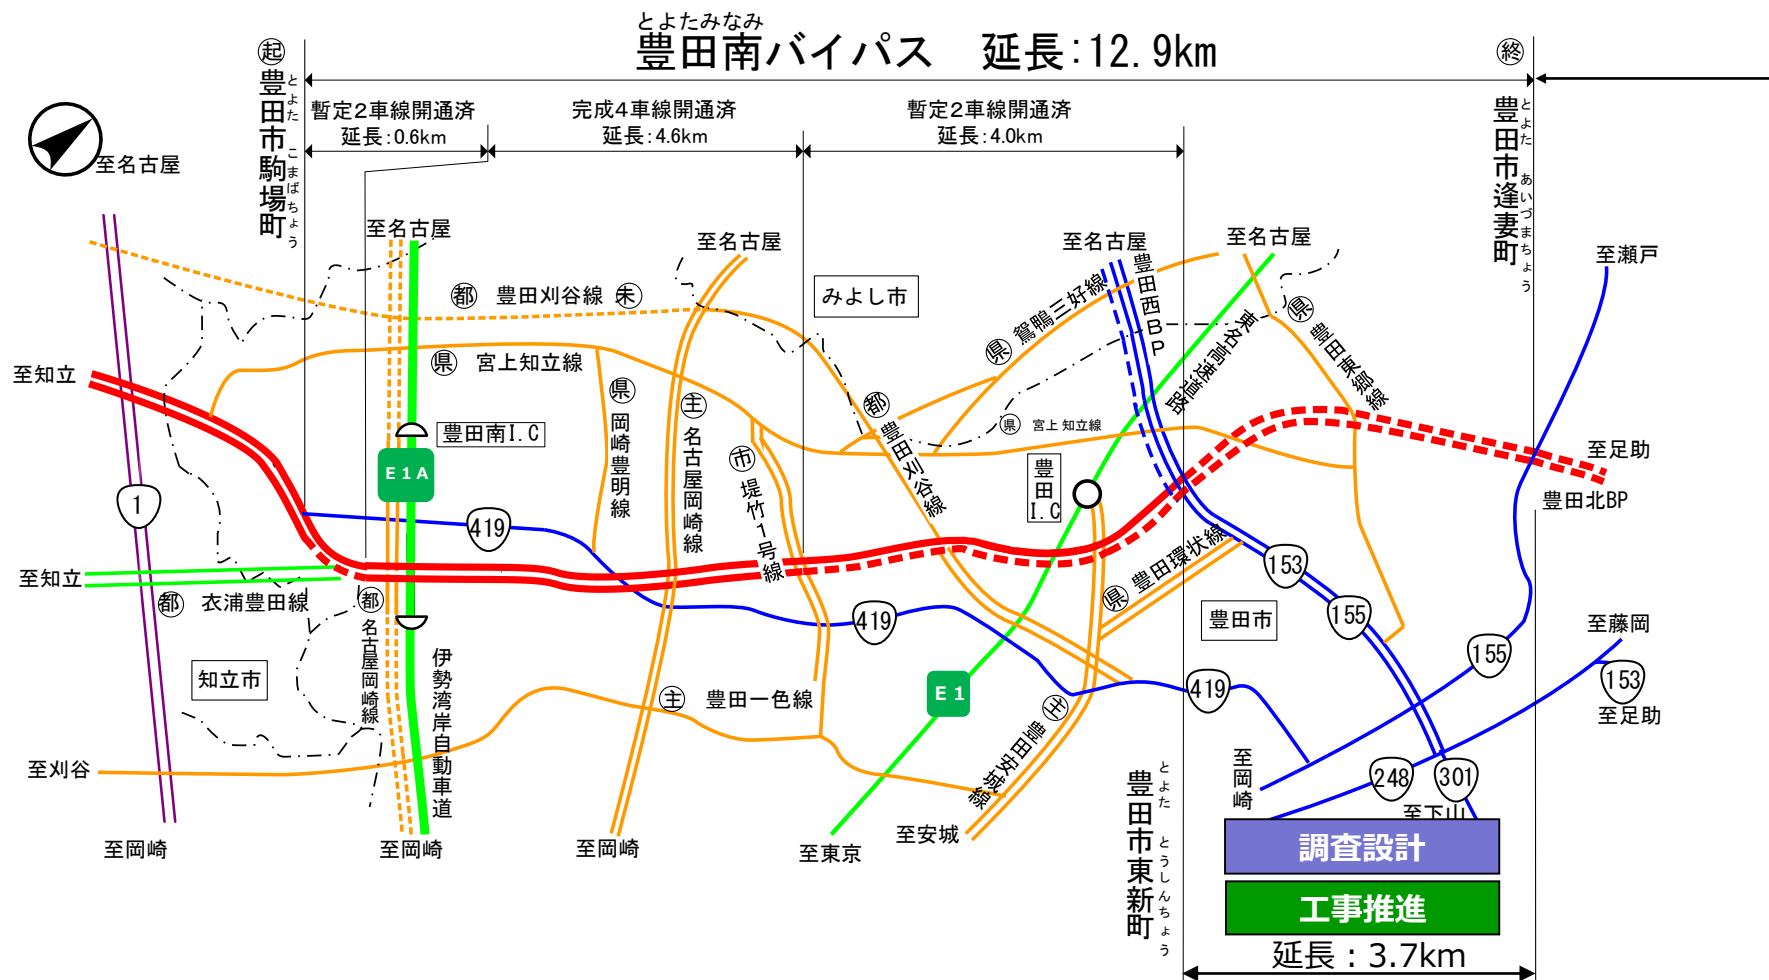 とよたみなみ
豊田南バイパス 延長:12.9km
起
豊田市駒場町
とよた こまばちょう
終
豊田市逢妻町
とよた あいづまちょう
暫定2車線開通済
延長:0.6km
完成4車線開通済
延長:4.6km
暫定2車線開通済
延長:4.0km
至名古屋
至名古屋
至名古屋
至名古屋
至名古屋
至瀬戸
都 豊田刈谷線 未
みよし市
県 鴛鴨三好線
豊田西BP
東名高速道路
県 豊田東郷線
至知立
県 宮上知立線
豊田南I.C
E1A
県 岡崎豊明線
主 名古屋岡崎線
市 堤竹1号線
都 豊田刈谷線
県 宮上知立線
豊田I.C
至足助
豊田北BP
1
419
至知立
都 衣浦豊田線
都 名古屋岡崎線
419
県 豊田環状線
153
155
豊田市
155
至藤岡
153
至足助
知立市
伊勢湾岸自動車道
主 豊田一色線
E1
主 豊田安城線
419
至刈谷
至岡崎
248
301
至下山
至岡崎
至岡崎
至岡崎
至東京
至安城
豊田市東新町
とよた とうしんちょう
調査設計
工事推進
延長:3.7km